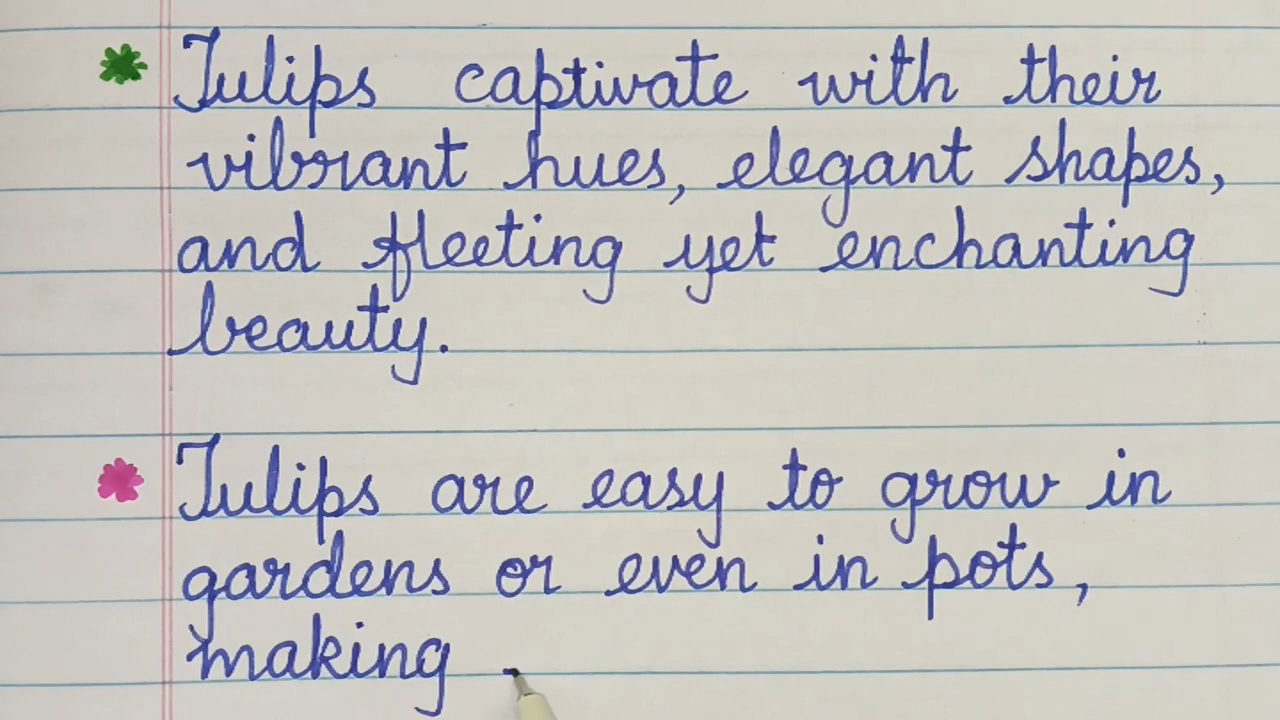 Tulips captivate with their
vibrant hues, elegant shapes,
and fleeting yet enchanting
beauty.
Tulips are easy to grow in
gardens or even in pots,
making